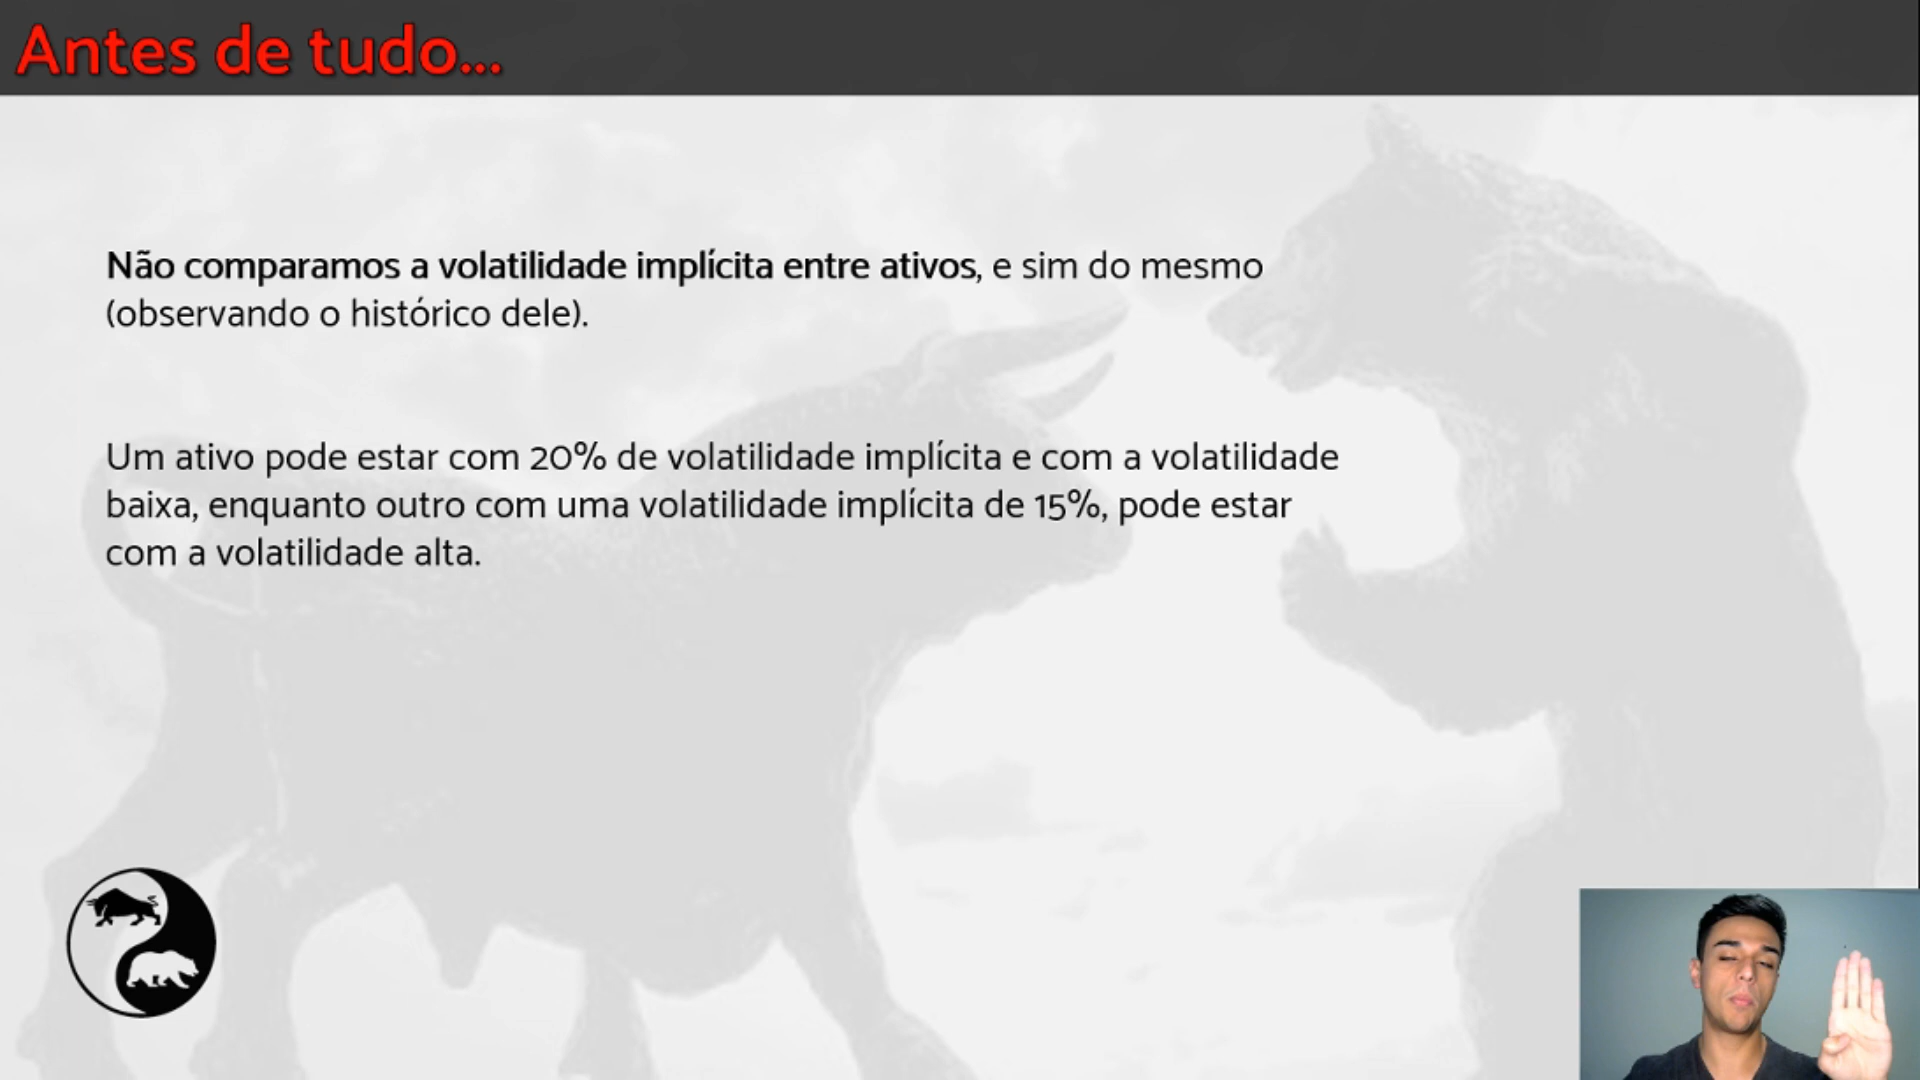 Antes de tudo...
Não comparamos a volatilidade implícita entre ativos, e sim do mesmo
(observando o histórico dele).
Um ativo pode estar com 20% de volatilidade implícita e com a volatilidade
baixa, enquanto outro com uma volatilidade implícita de 15%, pode estar
com a volatilidade alta.